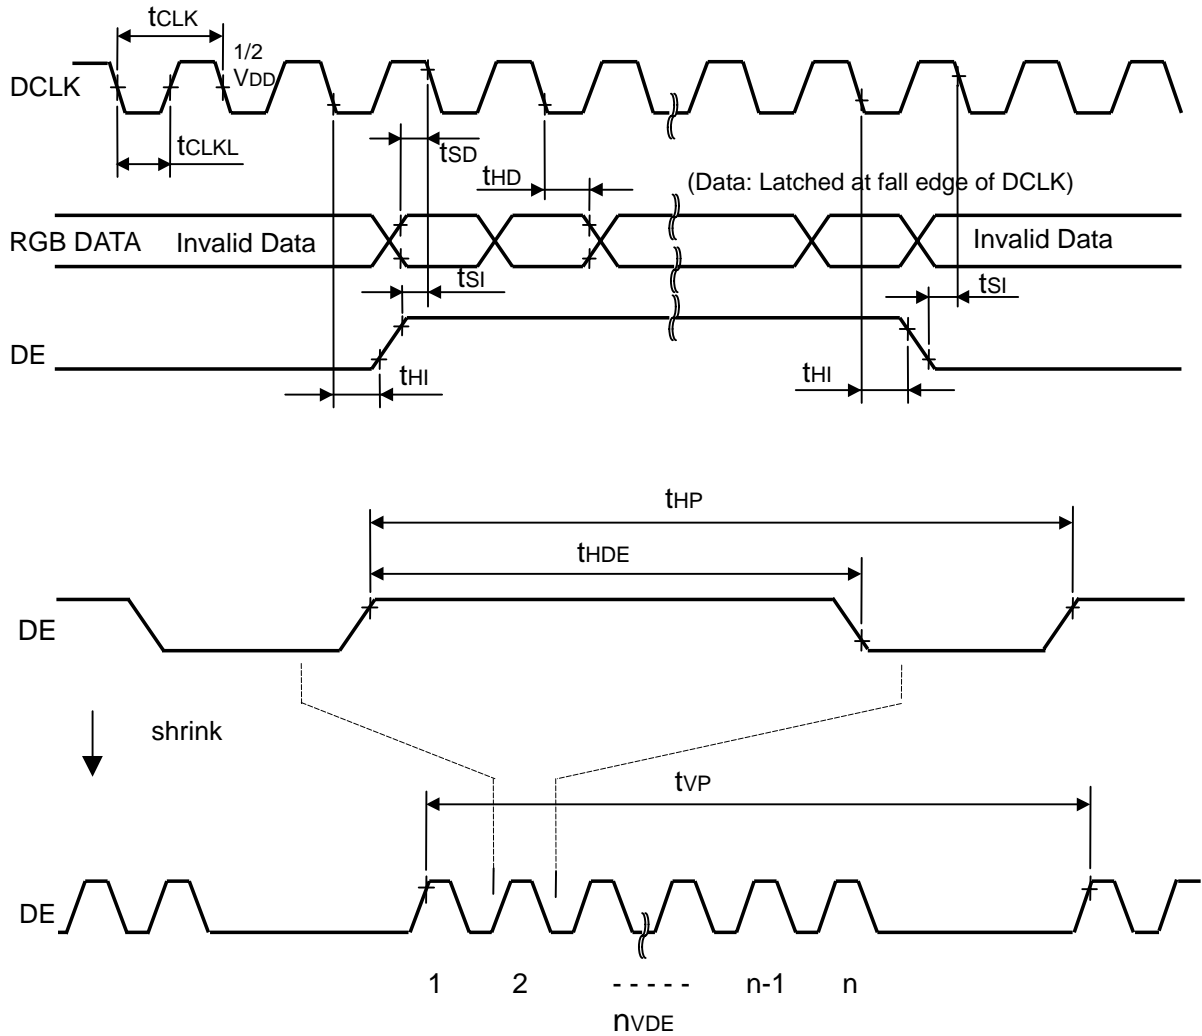 tCLK
1/2
VDD
DCLK
tCLKL
tSD
tHD
(Data: Latched at fall edge of DCLK)
RGB DATA
Invalid Data
Invalid Data
tSI
tSI
DE
tHI
tHI
tHP
tHDE
DE
shrink
tVP
DE
1 2 - - - - - n-1 n
nVDE